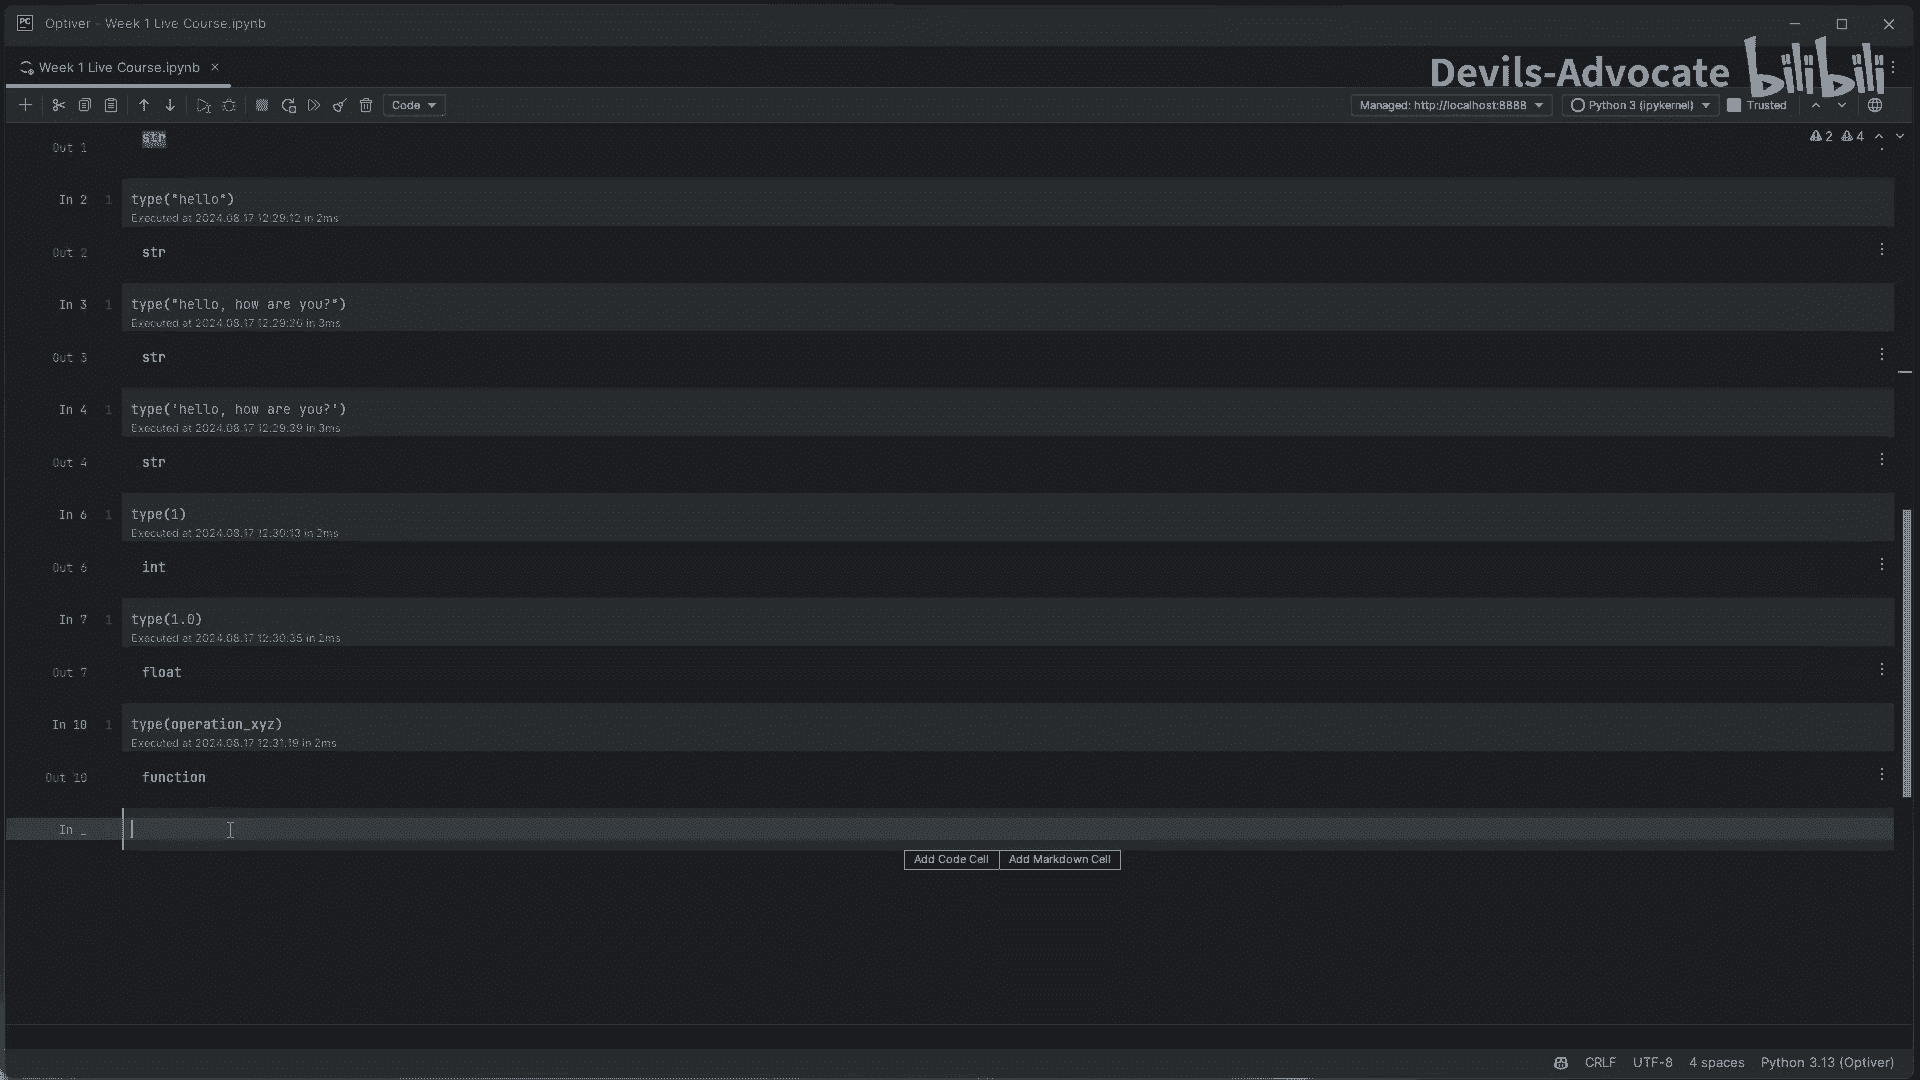 PC Optiver – Week 1 Live Course.ipynb
Week 1 Live Course.ipynb
Devils-Advocate bilibili
Code
Managed: http://localhost:8888
Python 3 (ipykernel)
Trusted
Out 1 str
2 4
In 2 1 type("hello")
Executed at 2024.08.17 12:29:12 in 2ms
Out 2 str
In 3 1 type("hello, how are you?")
Executed at 2024.08.17 12:29:20 in 3ms
Out 3 str
In 4 1 type('hello, how are you?')
Executed at 2024.08.17 12:29:39 in 3ms
Out 4 str
In 6 1 type(1)
Executed at 2024.08.17 12:30:13 in 2ms
Out 6 int
In 7 1 type(1.0)
Executed at 2024.08.17 12:30:35 in 2ms
Out 7 float
In 10 1 type(operation_xyz)
Executed at 2024.08.17 12:31:19 in 2ms
Out 10 function
In _
Add Code Cell Add Markdown Cell
CRLF UTF-8 4 spaces Python 3.13 (Optiver)